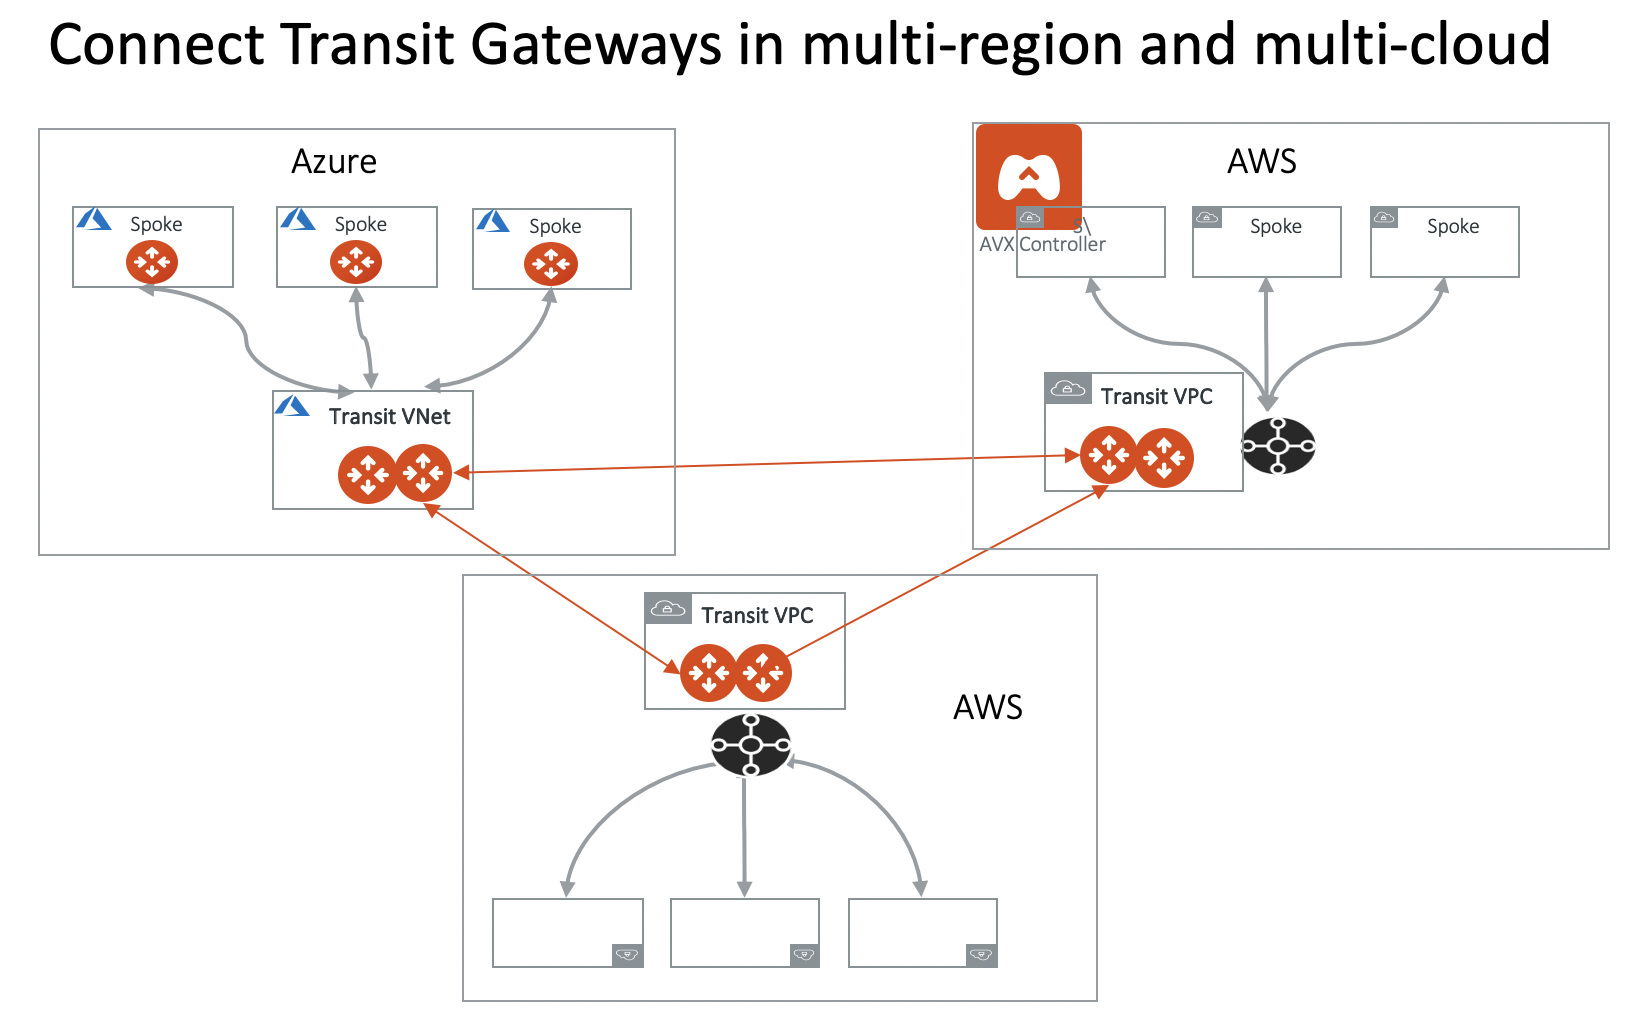 Connect Transit Gateways in multi-region and multi-cloud
Azure
Spoke
Spoke
Spoke
Transit VNet
AWS
S\
AVX Controller
Spoke
Spoke
Transit VPC
Transit VPC
AWS